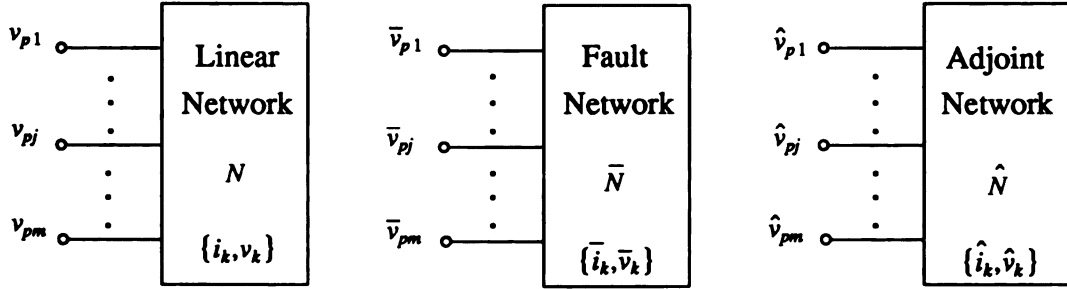 v_{p1}
v_{pj}
v_{pm}
Linear
Network
N
{i_k,v_k}
v̄_{p1}
v̄_{pj}
v̄_{pm}
Fault
Network
N̄
{ī_k,v̄_k}
v̂_{p1}
v̂_{pj}
v̂_{pm}
Adjoint
Network
N̂
{î_k,v̂_k}